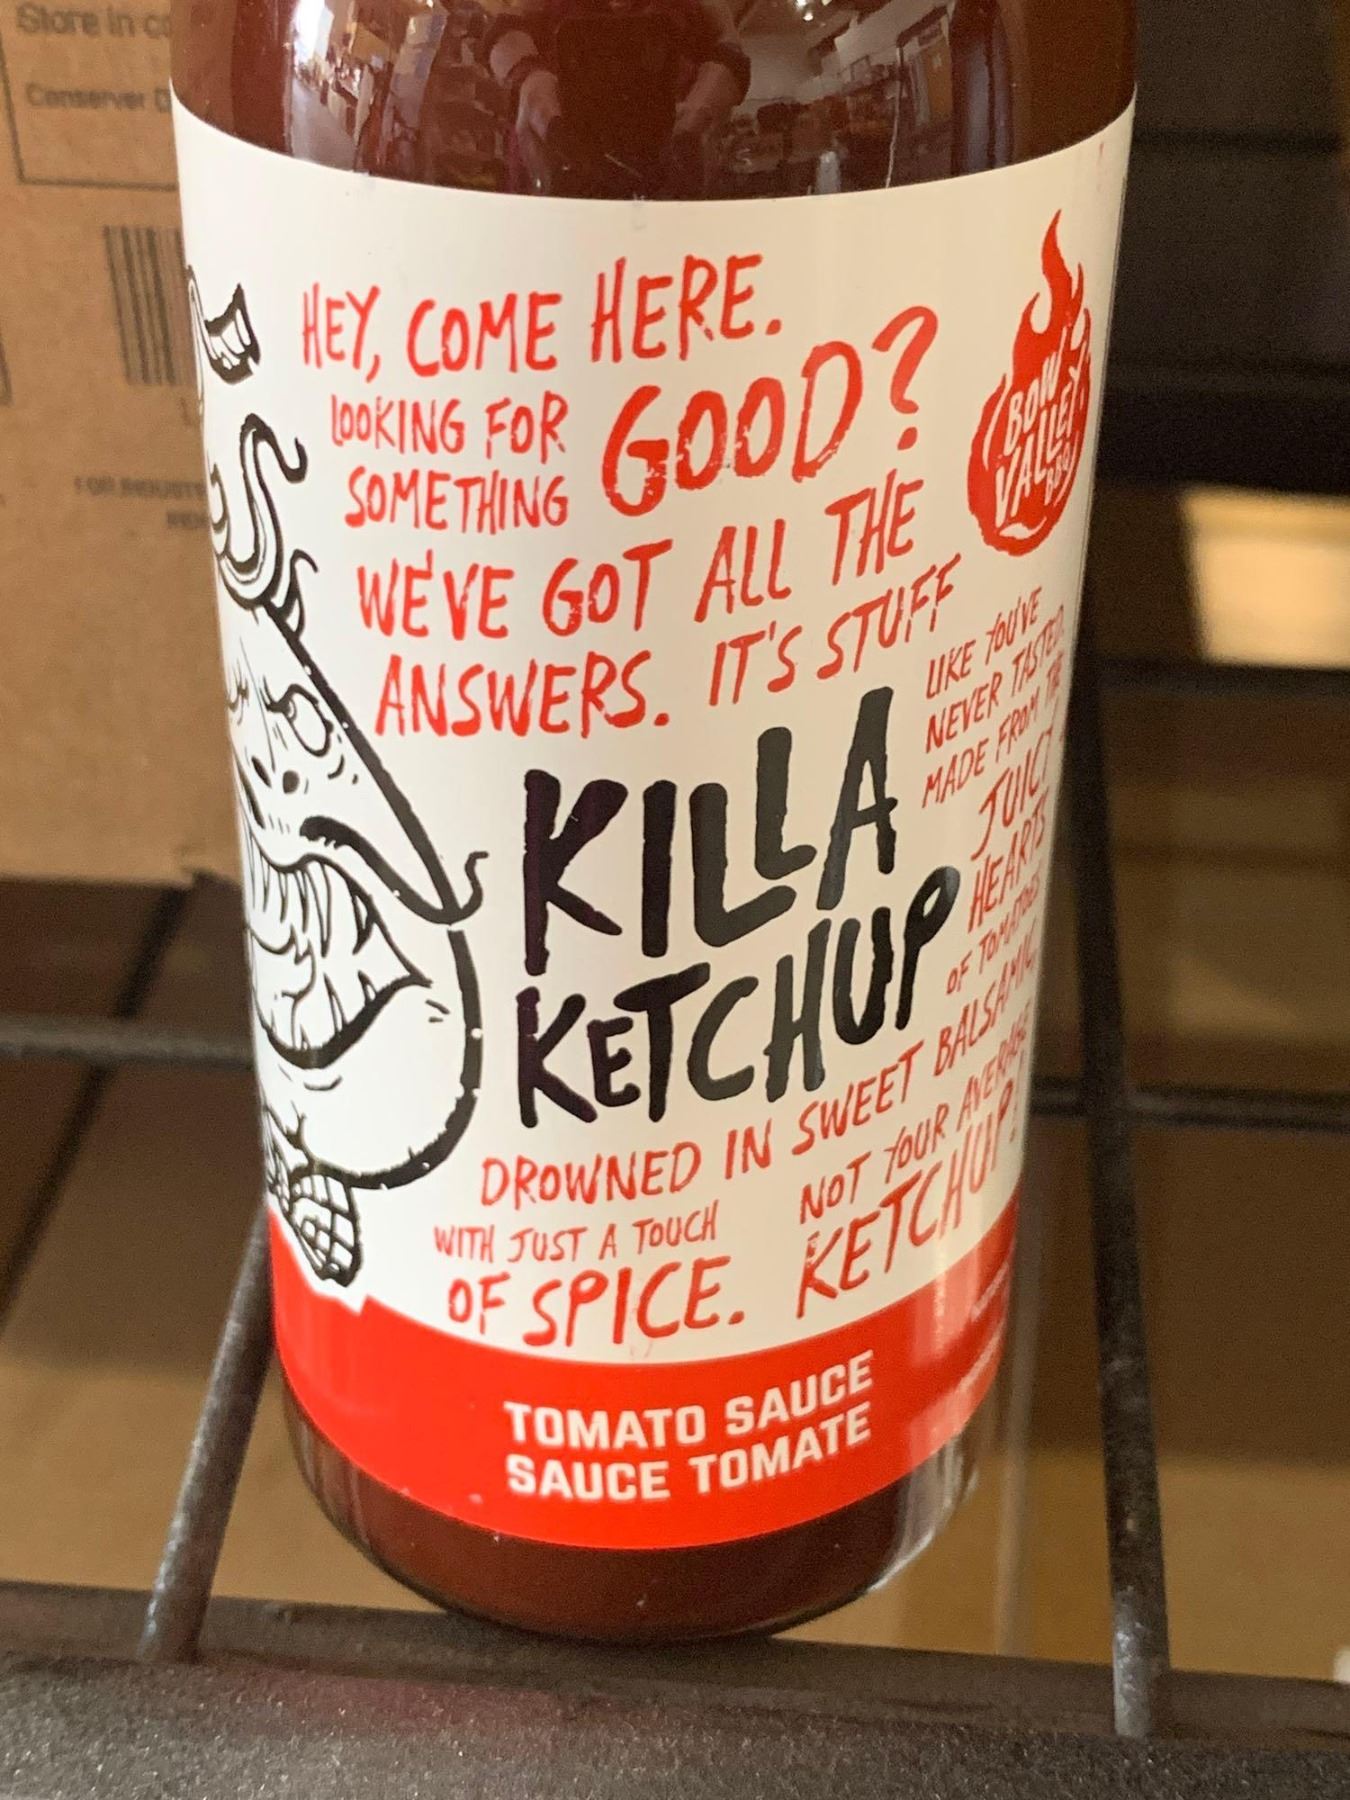 Store in
Conserver
HEY, COME HERE.
LOOKING FOR
SOMETHING GOOD?
WE'VE GOT ALL THE
ANSWERS. IT'S STUFF
LIKE YOU'VE
NEVER TASTED.
MADE FROM THE
JUICY
HEARTS
OF TOMATOES
KILLA
KETCHUP
DROWNED IN SWEET BALSAMIC,
WITH JUST A TOUCH
OF SPICE.
NOT YOUR AVERAGE
KETCHUP!
BOW
VALLEY
BBQ
TOMATO SAUCE
SAUCE TOMATE